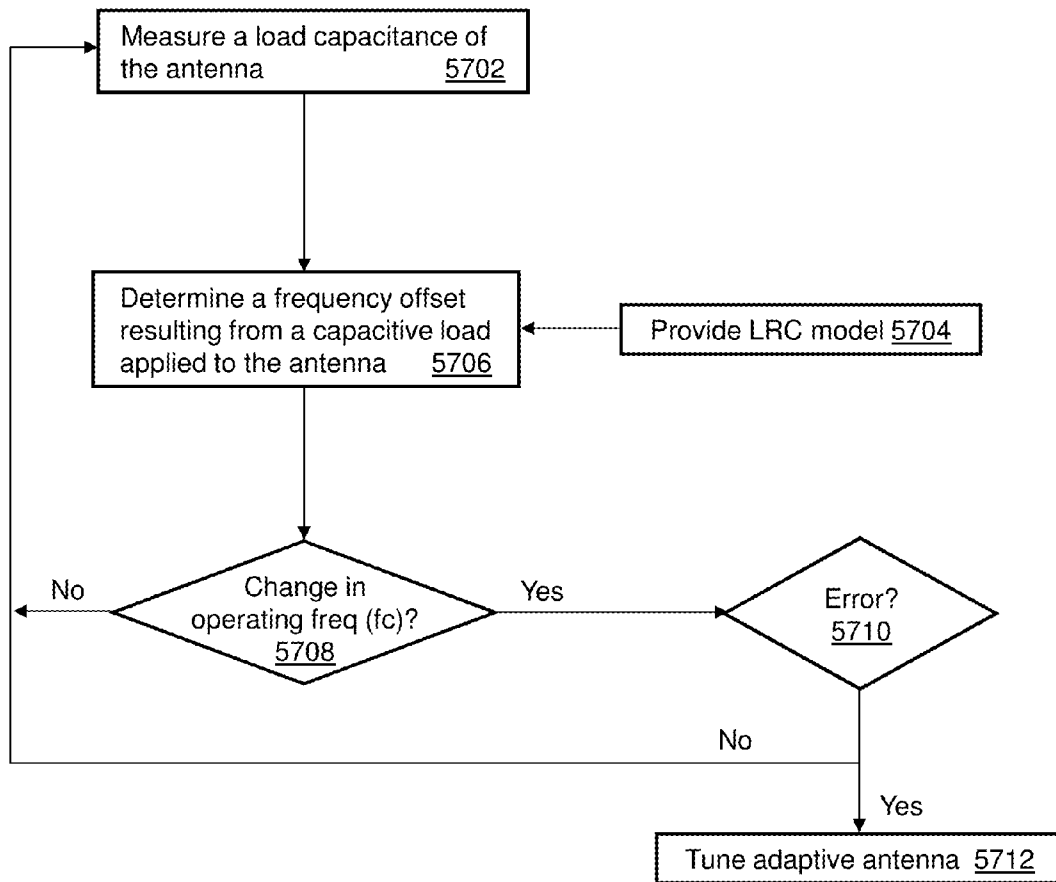 Measure a load capacitance of
the antenna 5702
Determine a frequency offset
resulting from a capacitive load
applied to the antenna 5706
Provide LRC model 5704
No
Change in
operating freq (fc)?
5708
Yes
Error?
5710
No
Yes
Tune adaptive antenna 5712